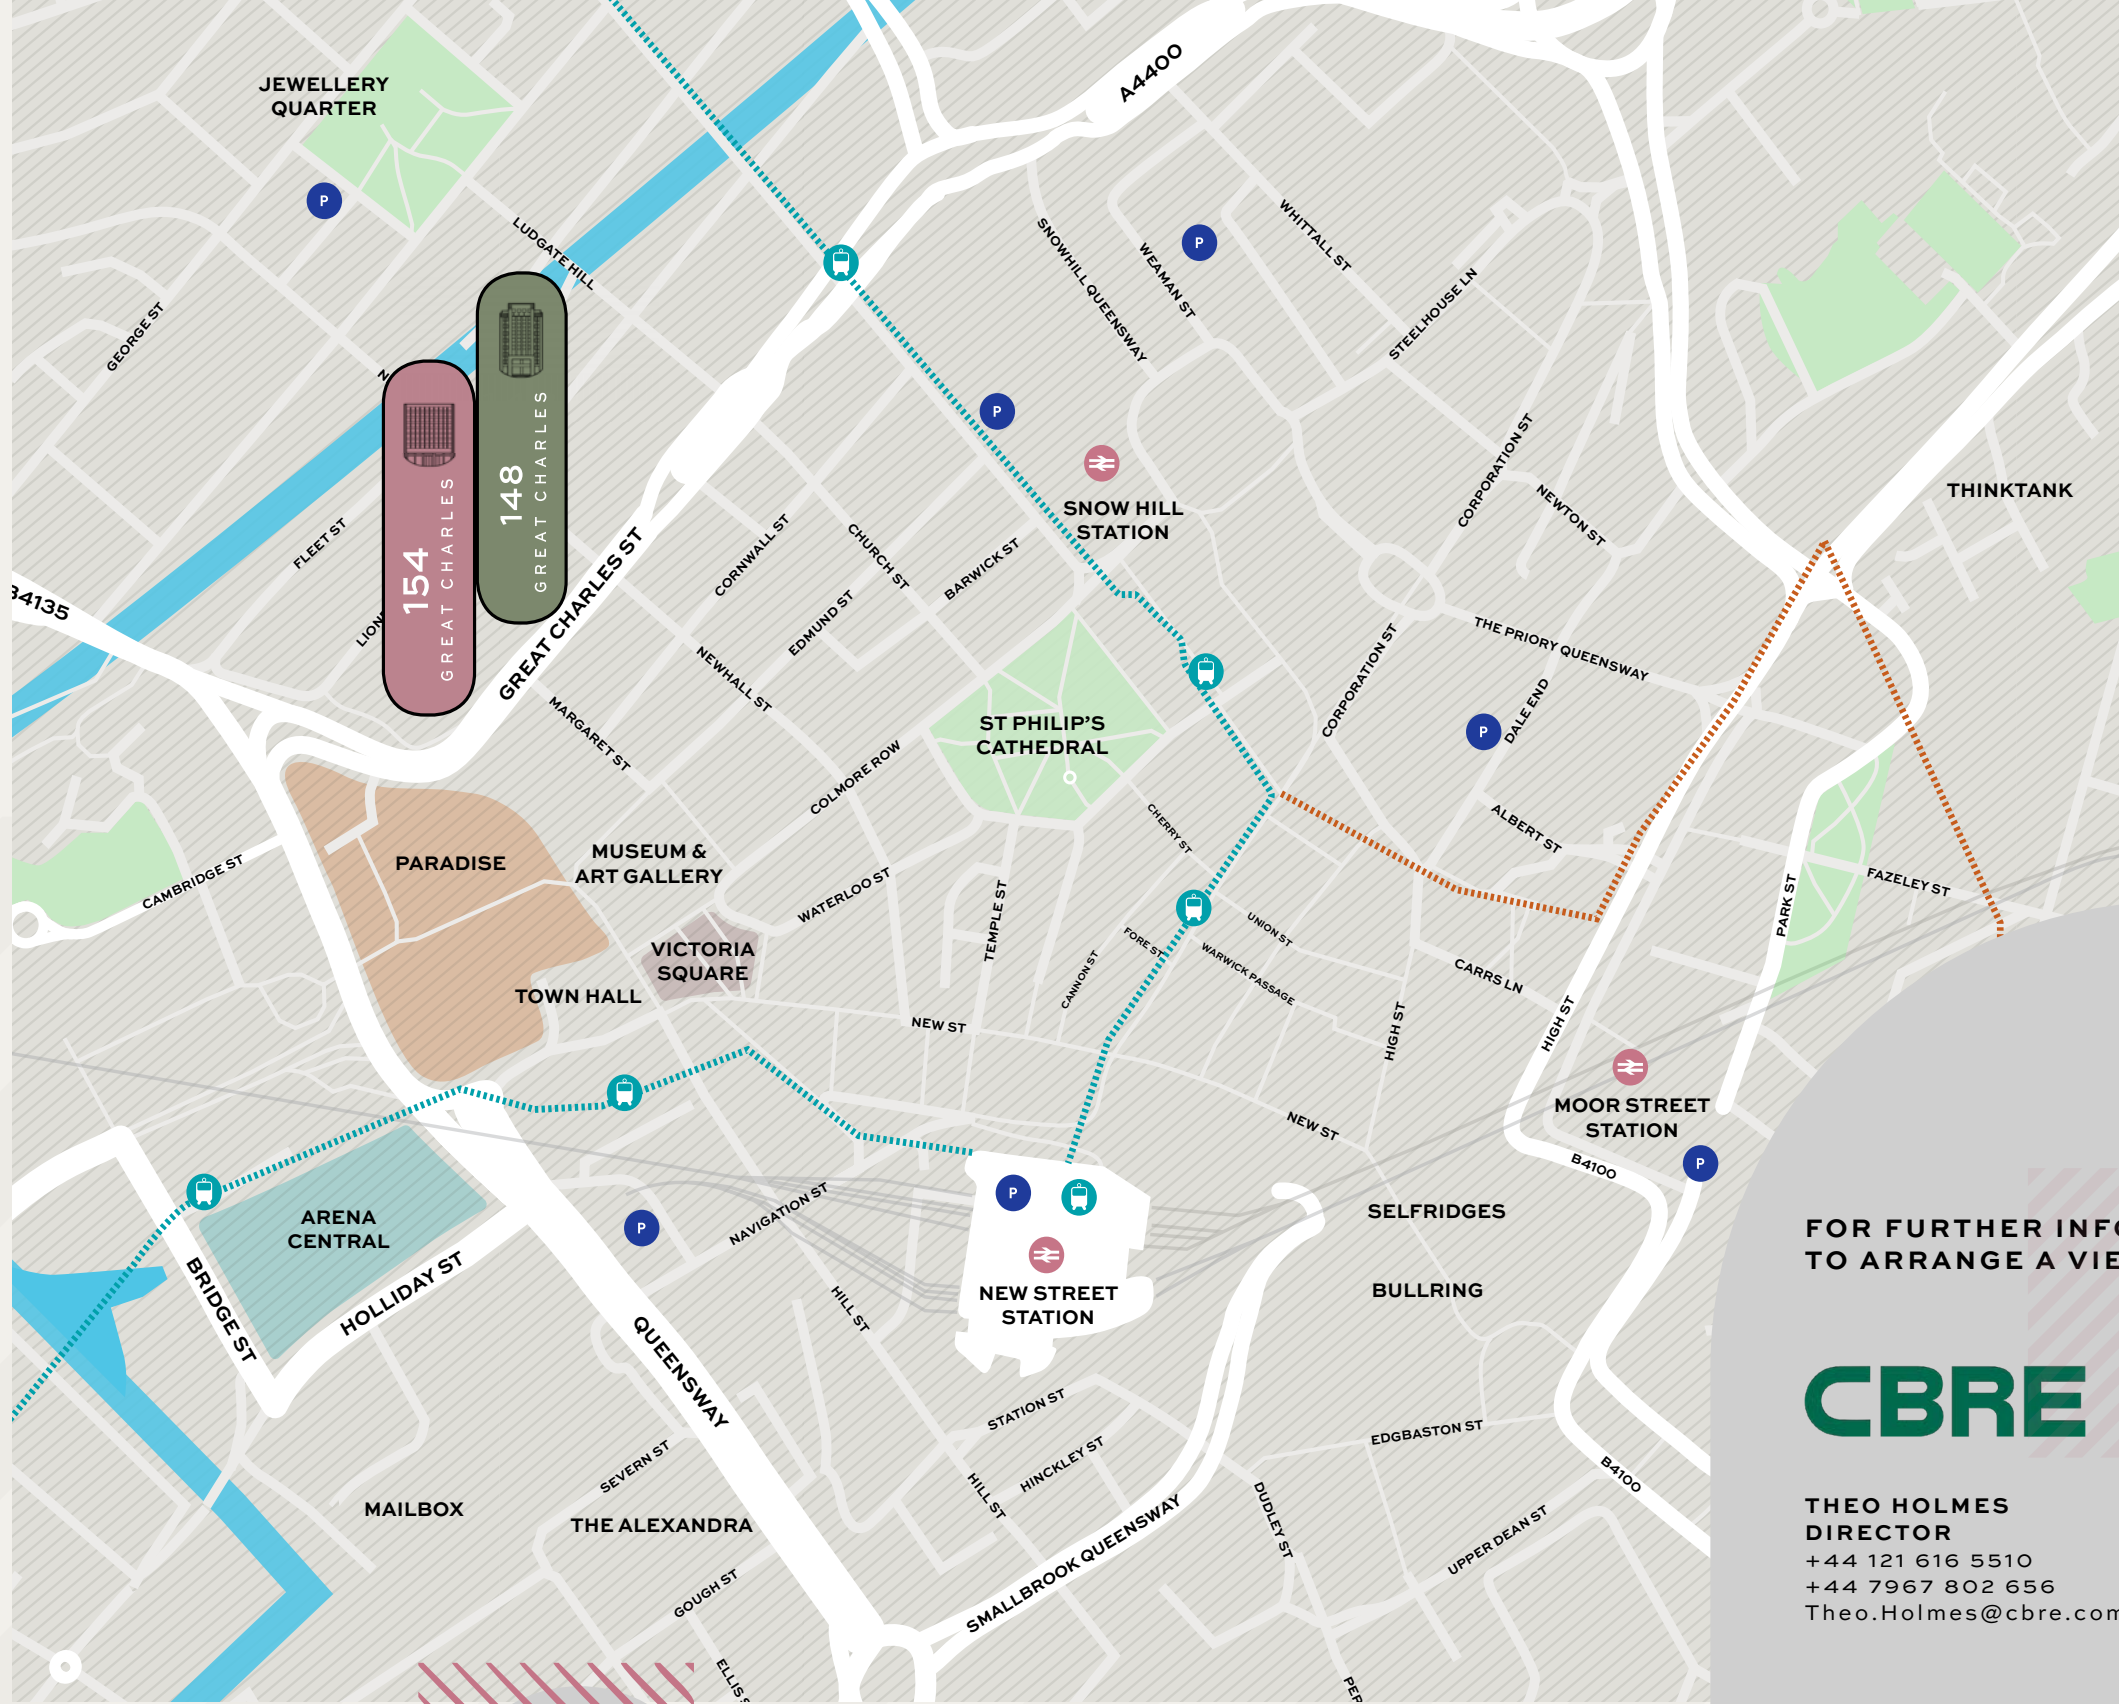 JEWELLERY
QUARTER
A4400
P
LUDGATE HILL
SNOWHILL QUEENSWAY
WEAMAN ST
P
WHITTALL ST
STEELHOUSE LN
GEORGE ST
N
148
GREAT CHARLES
154
GREAT CHARLES
P
SNOW HILL
STATION
CORPORATION ST
NEWTON ST
THINKTANK
FLEET ST
LION
GREAT CHARLES ST
CORNWALL ST
CHURCH ST
BARWICK ST
EDMUND ST
B4135
NEWHALL ST
MARGARET ST
COLMORE ROW
ST PHILIP'S
CATHEDRAL
CORPORATION ST
THE PRIORY QUEENSWAY
DALE END
P
ALBERT ST
CHERRY ST
PARADISE
MUSEUM &
ART GALLERY
CAMBRIDGE ST
WATERLOO ST
TEMPLE ST
FAZELEY ST
PARK ST
VICTORIA
SQUARE
TOWN HALL
FORE ST
UNION ST
WARWICK PASSAGE
CANNON ST
CARRS LN
NEW ST
HIGH ST
HIGH ST
NEW ST
MOOR STREET
STATION
B4100
P
ARENA
CENTRAL
P
NAVIGATION ST
P
NEW STREET
STATION
SELFRIDGES
BULLRING
BRIDGE ST
HOLLIDAY ST
HILL ST
QUEENSWAY
STATION ST
HINCKLEY ST
HILL ST
EDGBASTON ST
B4100
SEVERN ST
MAILBOX
THE ALEXANDRA
DUDLEY ST
UPPER DEAN ST
SMALLBROOK QUEENSWAY
GOUGH ST
ELLIS
PER
FOR FURTHER INFO
TO ARRANGE A VIE
CBRE
THEO HOLMES
DIRECTOR
+44 121 616 5510
+44 7967 802 656
Theo.Holmes@cbre.com